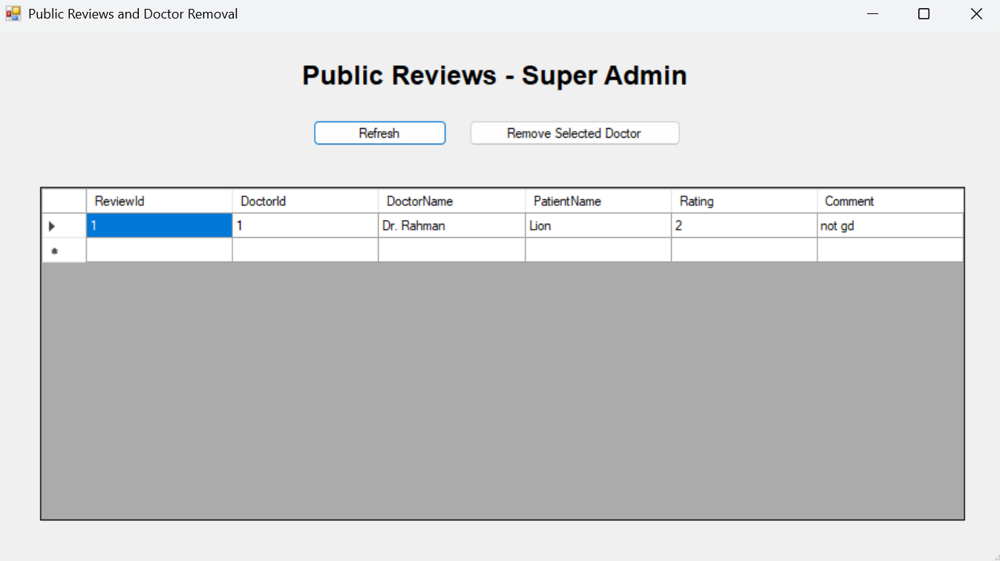 Public Reviews and Doctor Removal
Public Reviews - Super Admin
Refresh Remove Selected Doctor
ReviewId DoctorId DoctorName PatientName Rating Comment
1 1 Dr. Rahman Lion 2 not gd